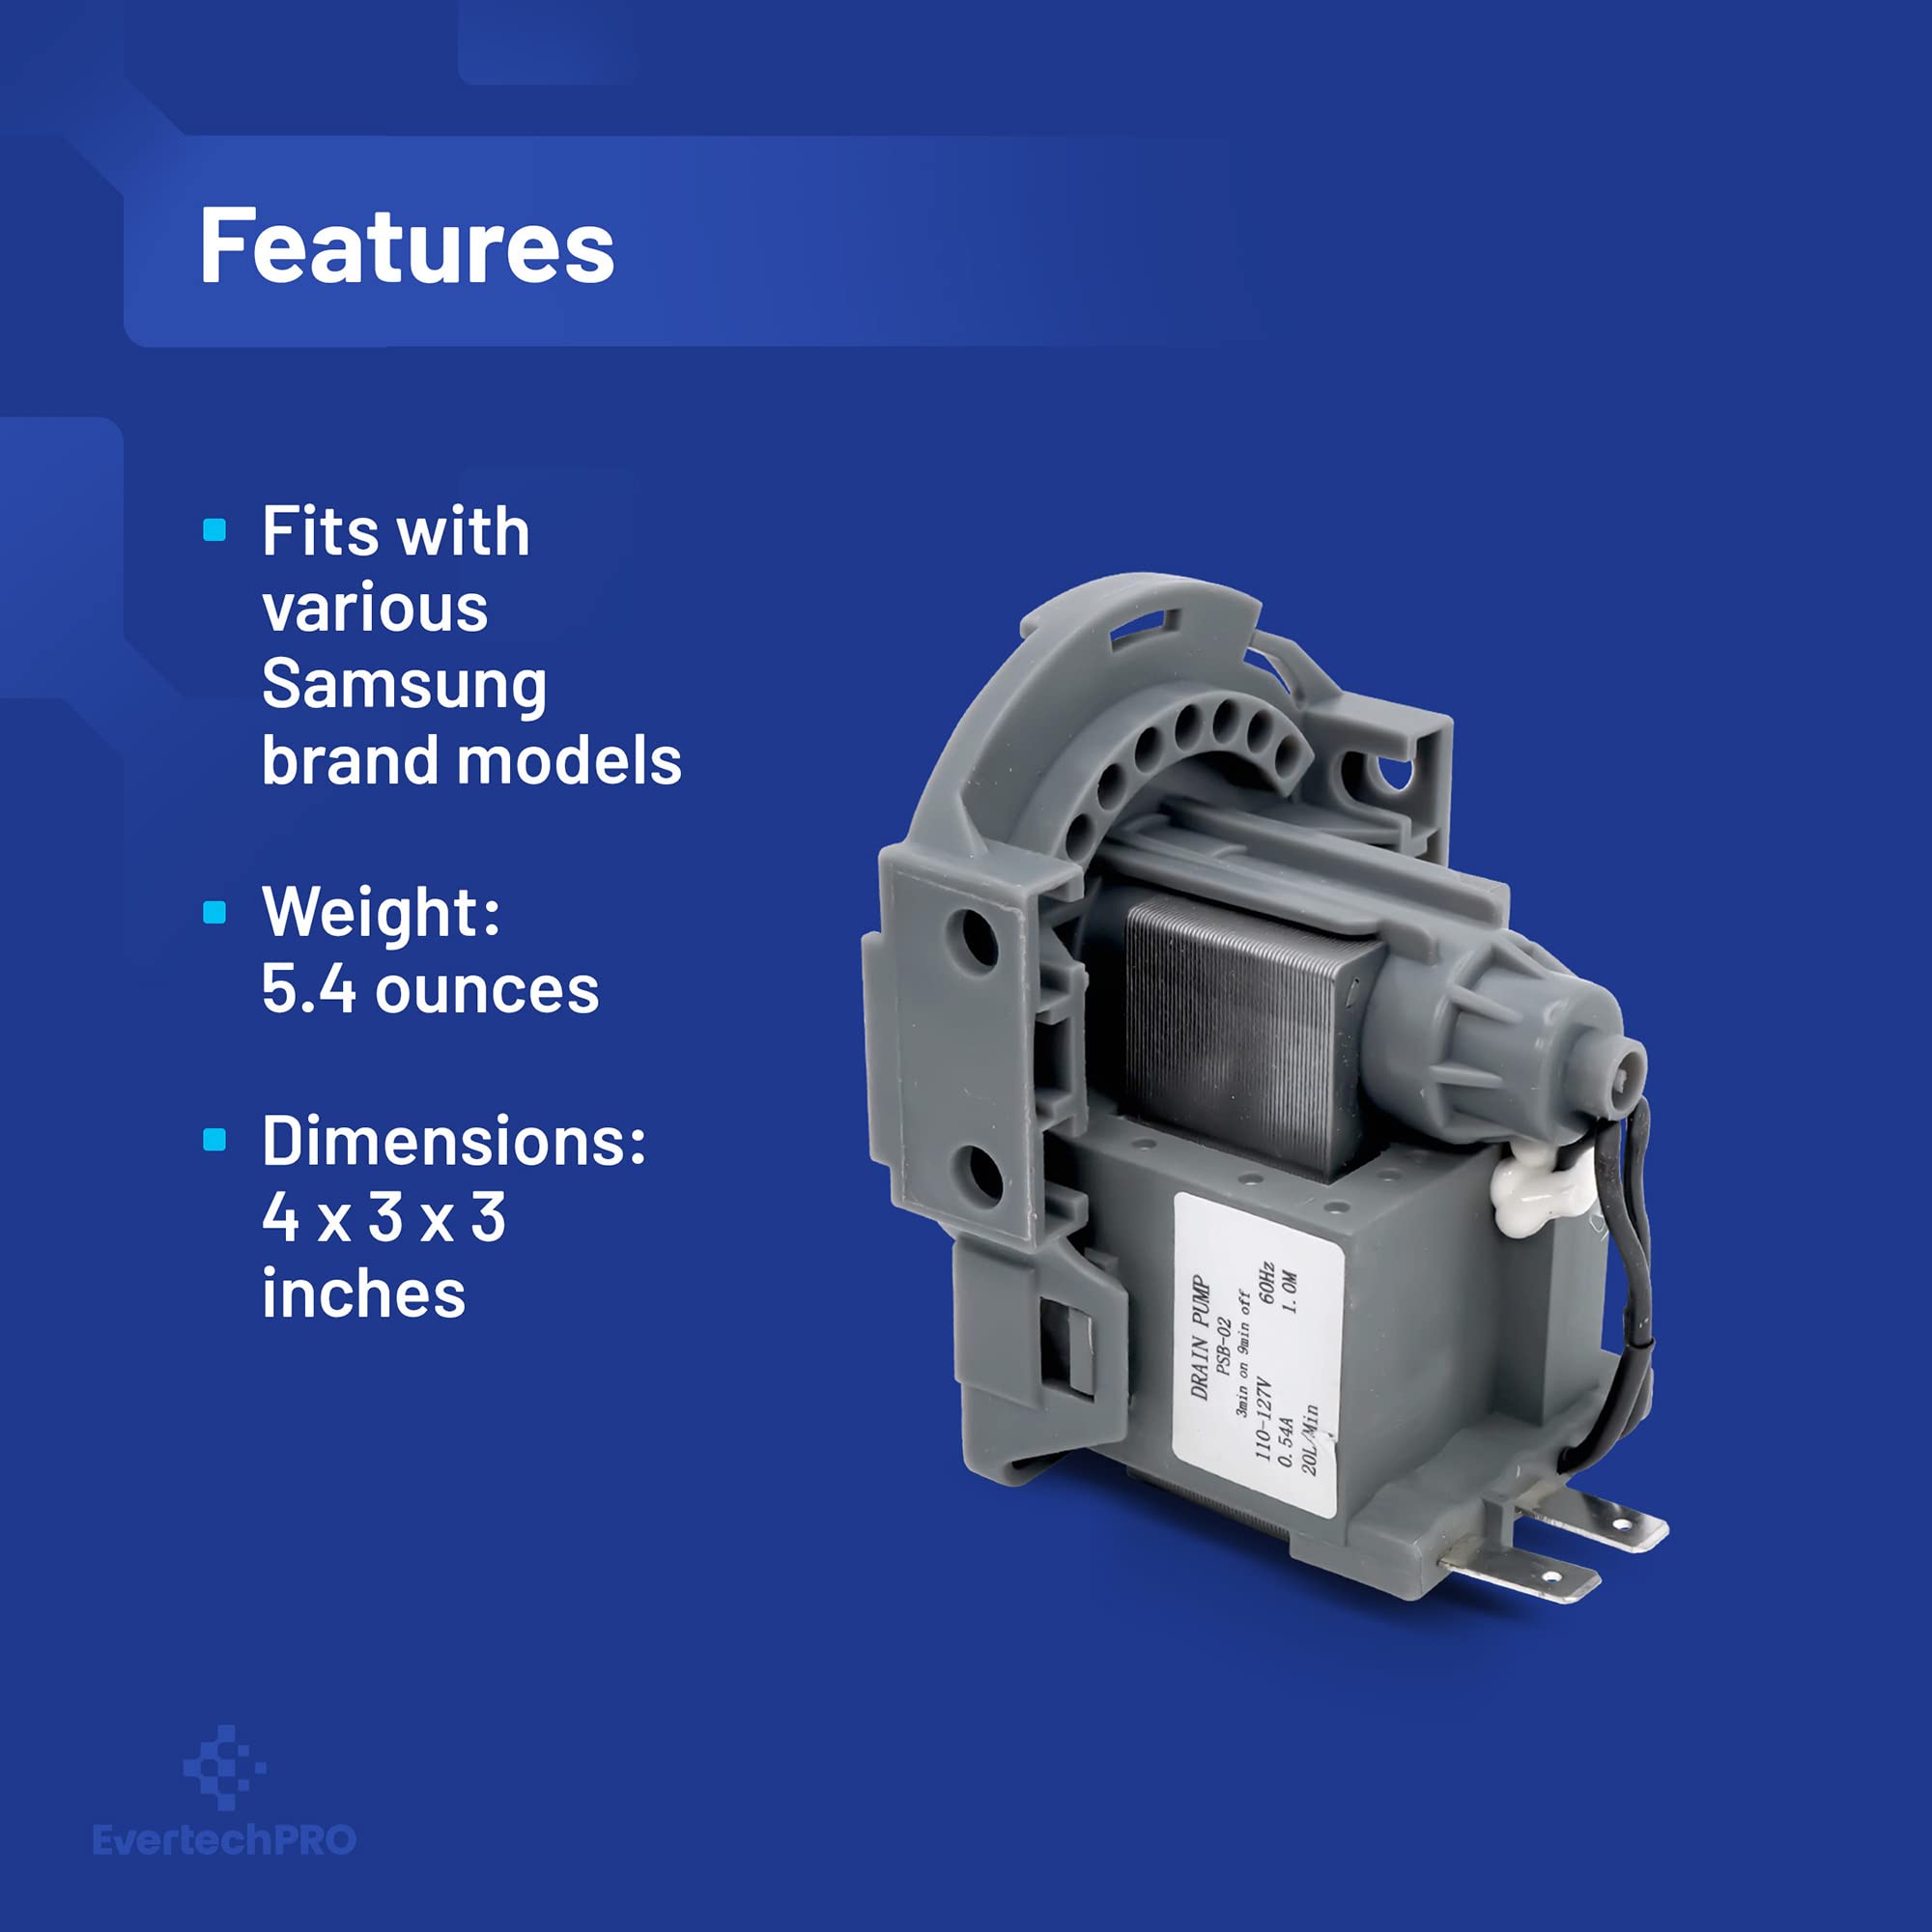 Features
Fits with
various
Samsung
brand models
Weight:
5.4 ounces
Dimensions:
4 x 3 x 3
inches
DRAIN PUMP
PSB-02
3min on 9min off
110-127V 60Hz
0.54A 1.0M
20L/Min
EvertechPRO